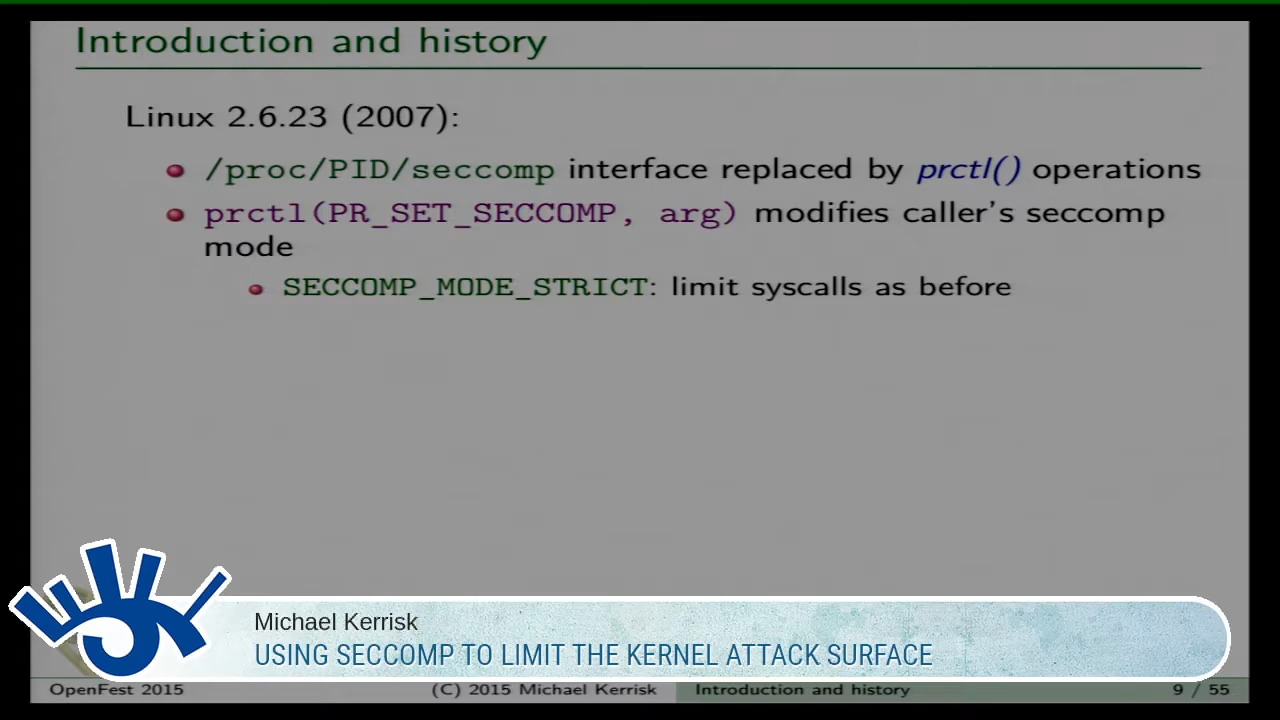 Introduction and history
Linux 2.6.23 (2007):
/proc/PID/seccomp interface replaced by prctl() operations
prctl(PR_SET_SECCOMP, arg) modifies caller's seccomp
mode
SECCOMP_MODE_STRICT: limit syscalls as before
Michael Kerrisk
USING SECCOMP TO LIMIT THE KERNEL ATTACK SURFACE
OpenFest 2015 (C) 2015 Michael Kerrisk Introduction and history 9 / 55